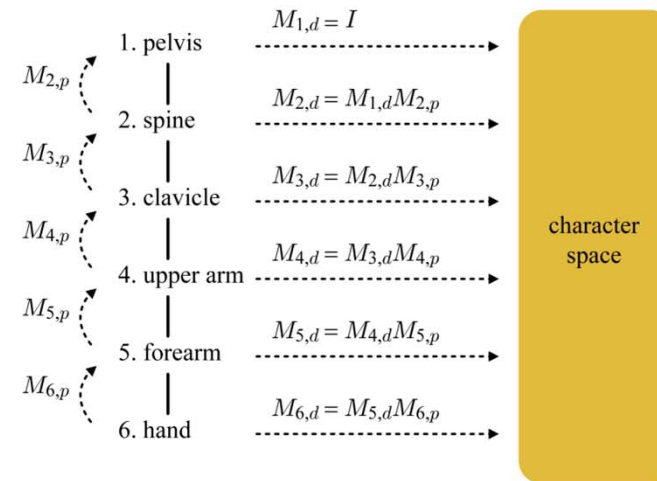 M1,d = I
1. pelvis
M2,p
M2,d = M1,dM2,p
2. spine
M3,p
M3,d = M2,dM3,p
3. clavicle
M4,p
M4,d = M3,dM4,p
4. upper arm
M5,p
M5,d = M4,dM5,p
5. forearm
M6,p
M6,d = M5,dM6,p
6. hand
character
space